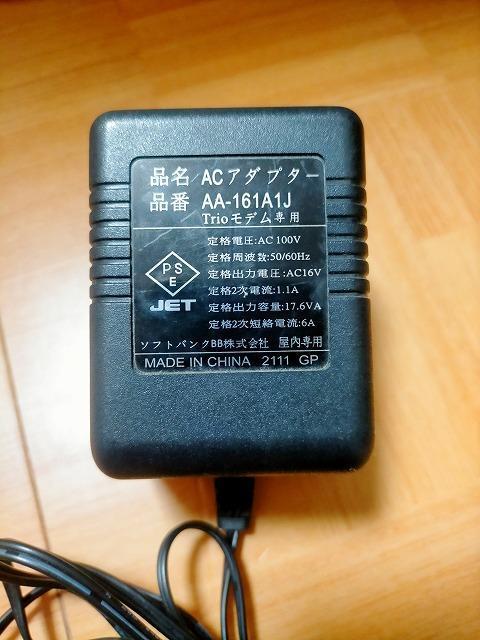 品名 ACアダプター
品番 AA-161A1J
Trioモデム専用
定格電圧:AC100V
定格周波数:50/60Hz
定格出力電圧:AC16V
定格2次電流:1.1A
定格出力容量:17.6VA
定格2次短絡電流:6A
PS
E
JET
ソフトバンクBB株式会社 屋内専用
MADE IN CHINA 2111 GP